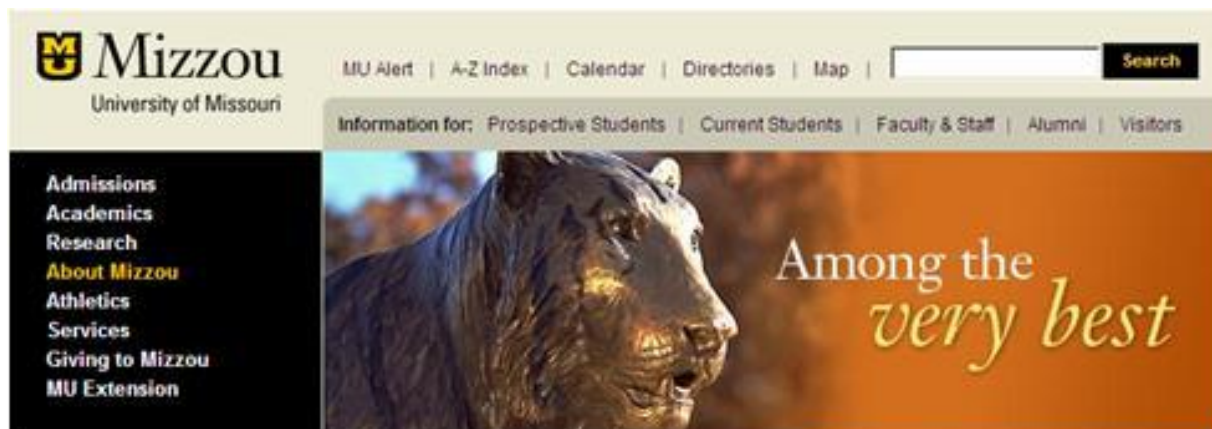 MU Mizzou
University of Missouri
MU Alert | A-Z Index | Calendar | Directories | Map |
Search
Information for: Prospective Students | Current Students | Faculty & Staff | Alumni | Visitors
Admissions
Academics
Research
About Mizzou
Athletics
Services
Giving to Mizzou
MU Extension
Among the
very best